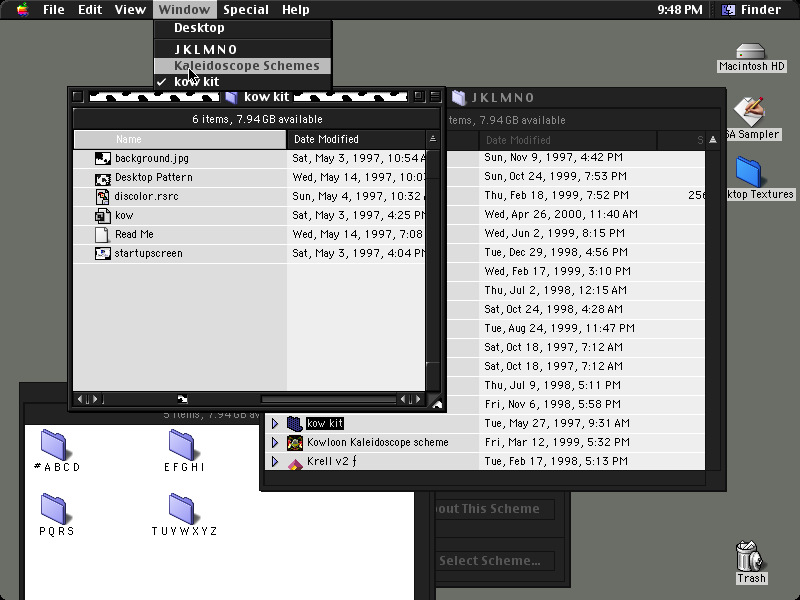 File Edit View Window Special Help 9:48 PM Finder
Desktop
JKLMNO
Kaleidoscope Schemes
✓ kow kit
Macintosh HD
SA Sampler
ktop Textures
Trash
kow kit
6 items, 7.94 GB available
Name Date Modified
background.jpg Sat, May 3, 1997, 10:54 A
Desktop Pattern Wed, May 14, 1997, 10:0
discolor.rsrc Sun, May 4, 1997, 10:32
kow Sat, May 3, 1997, 4:25 P
Read Me Wed, May 14, 1997, 7:08
startupscreen Sat, May 3, 1997, 4:04 P
JKLMNO
tems, 7.94 GB available
Date Modified S
Sun, Nov 9, 1997, 4:42 PM
Sun, Oct 24, 1999, 7:53 PM
Thu, Feb 18, 1999, 7:52 PM 256
Wed, Apr 26, 2000, 11:40 AM
Wed, Jun 2, 1999, 8:15 PM
Tue, Dec 29, 1998, 4:56 PM
Wed, Feb 17, 1999, 3:10 PM
Thu, Jul 2, 1998, 12:15 AM
Sat, Oct 24, 1998, 4:28 AM
Tue, Aug 24, 1999, 11:47 PM
Sat, Oct 18, 1997, 7:12 AM
Sat, Oct 18, 1997, 7:12 AM
Thu, Jul 9, 1998, 5:11 PM
Fri, Nov 6, 1998, 5:58 PM
kow kit Tue, May 27, 1997, 9:31 AM
Kowloon Kaleidoscope scheme Fri, Mar 12, 1999, 5:32 PM
Krell v2 ƒ Tue, Feb 17, 1998, 5:13 PM
5 items, 7.94 GB av
#ABCD EFGHI
PQRS TUVWXYZ
out This Scheme
Select Scheme...